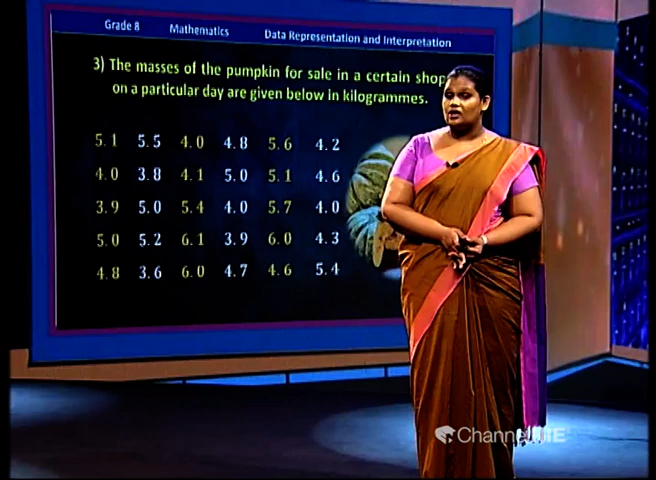 Grade 8 Mathematics Data Representation and Interpretation
3) The masses of the pumpkin for sale in a certain shop
on a particular day are given below in kilogrammes.
5.1 5.5 4.0 4.8 5.6 4.2
4.0 3.8 4.1 5.0 5.1 4.6
3.9 5.0 5.4 4.0 5.7 4.0
5.0 5.2 6.1 3.9 6.0 4.3
4.8 3.6 6.0 4.7 4.6 5.4